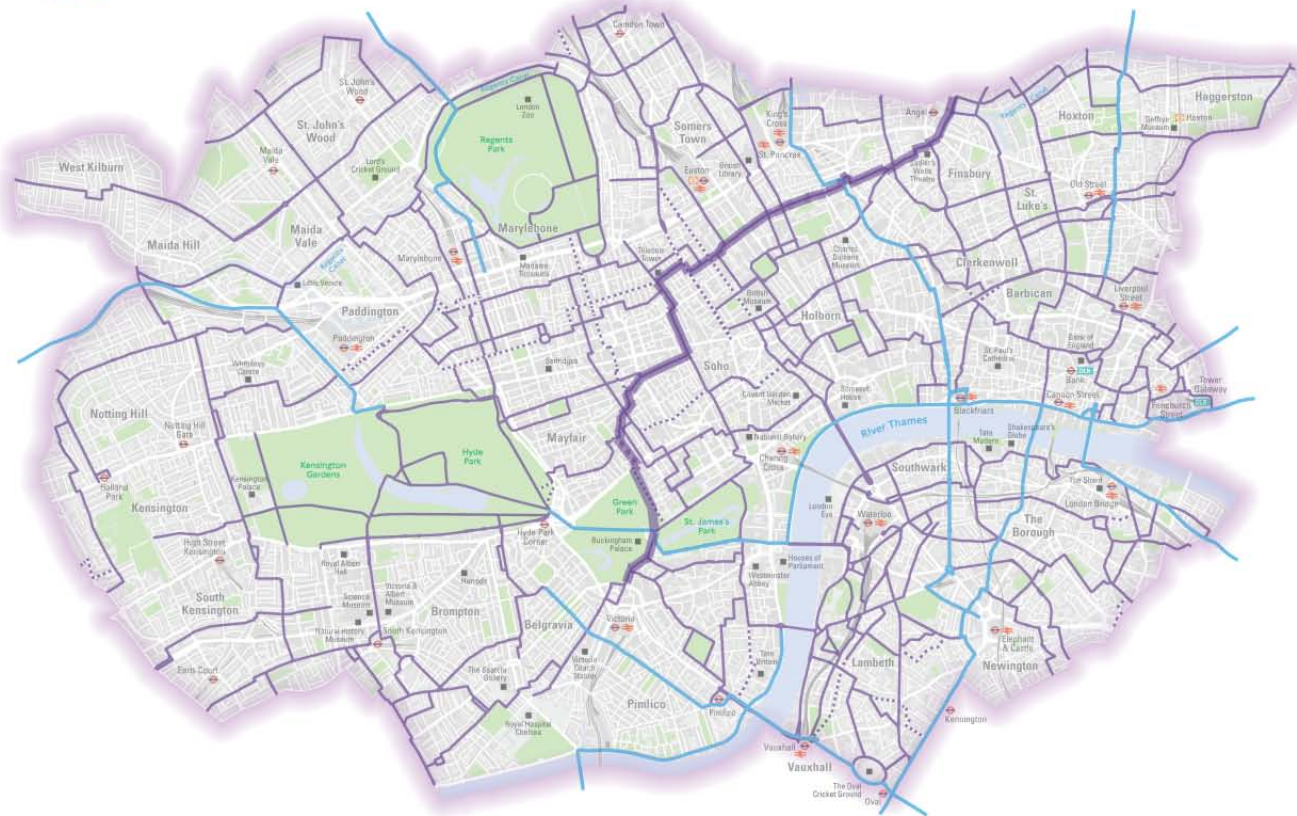 Camden Town
Regents Canal
St. John's
Wood
London
Zoo
St. John's
Wood
Regents
Park
Somers
Town
King's
Cross
St. Pancras
Angel
Regents Canal
Hoxton
Haggerston
Geffrye
Museum
Hoxton
West Kilburn
Maida
Vale
Lord's
Cricket Ground
Euston
British
Library
Sadler's
Wells
Theatre
Finsbury
St.
Luke's
Old Street
Maida Hill
Maida
Vale
Regents
Canal
Little Venice
Marylebone
Marylebone
Madame
Tussauds
Telecom
Tower
Charles
Dickens
Museum
Clerkenwell
Barbican
Liverpool
Street
Paddington
Paddington
British
Museum
Holborn
Whiteleys
Centre
Selfridges
Soho
St. Paul's
Cathedral
Bank of
England
Bank
DLR
Cannon Street
Tower
Gateway
DLR
Fenchurch
Street
Notting Hill
Notting Hill
Gate
Covent Garden
Market
Somerset
House
Blackfriars
River Thames
Tate
Modern
Shakespeare's
Globe
Mayfair
Hyde
Park
Kensington
Gardens
Charing
Cross
Southwark
Holland
Park
Kensington
Palace
Kensington
Green
Park
St. James's
Park
London
Eye
Waterloo
London Bridge
The
Borough
Hyde Park
Corner
Buckingham
Palace
Houses of
Parliament
Westminster
Abbey
High Street
Kensington
Royal Albert
Hall
Science
Museum
Victoria &
Albert
Museum
Harrods
South
Kensington
Natural History
Museum
South Kensington
Brompton
Belgravia
Victoria
Earls Court
The Saatchi
Gallery
Victoria
Coach
Station
Tate
Britain
Lambeth
Elephant
& Castle
Newington
Royal Hospital
Chelsea
Pimlico
Pimlico
Kennington
Vauxhall
Vauxhall
The Oval
Cricket Ground
Oval